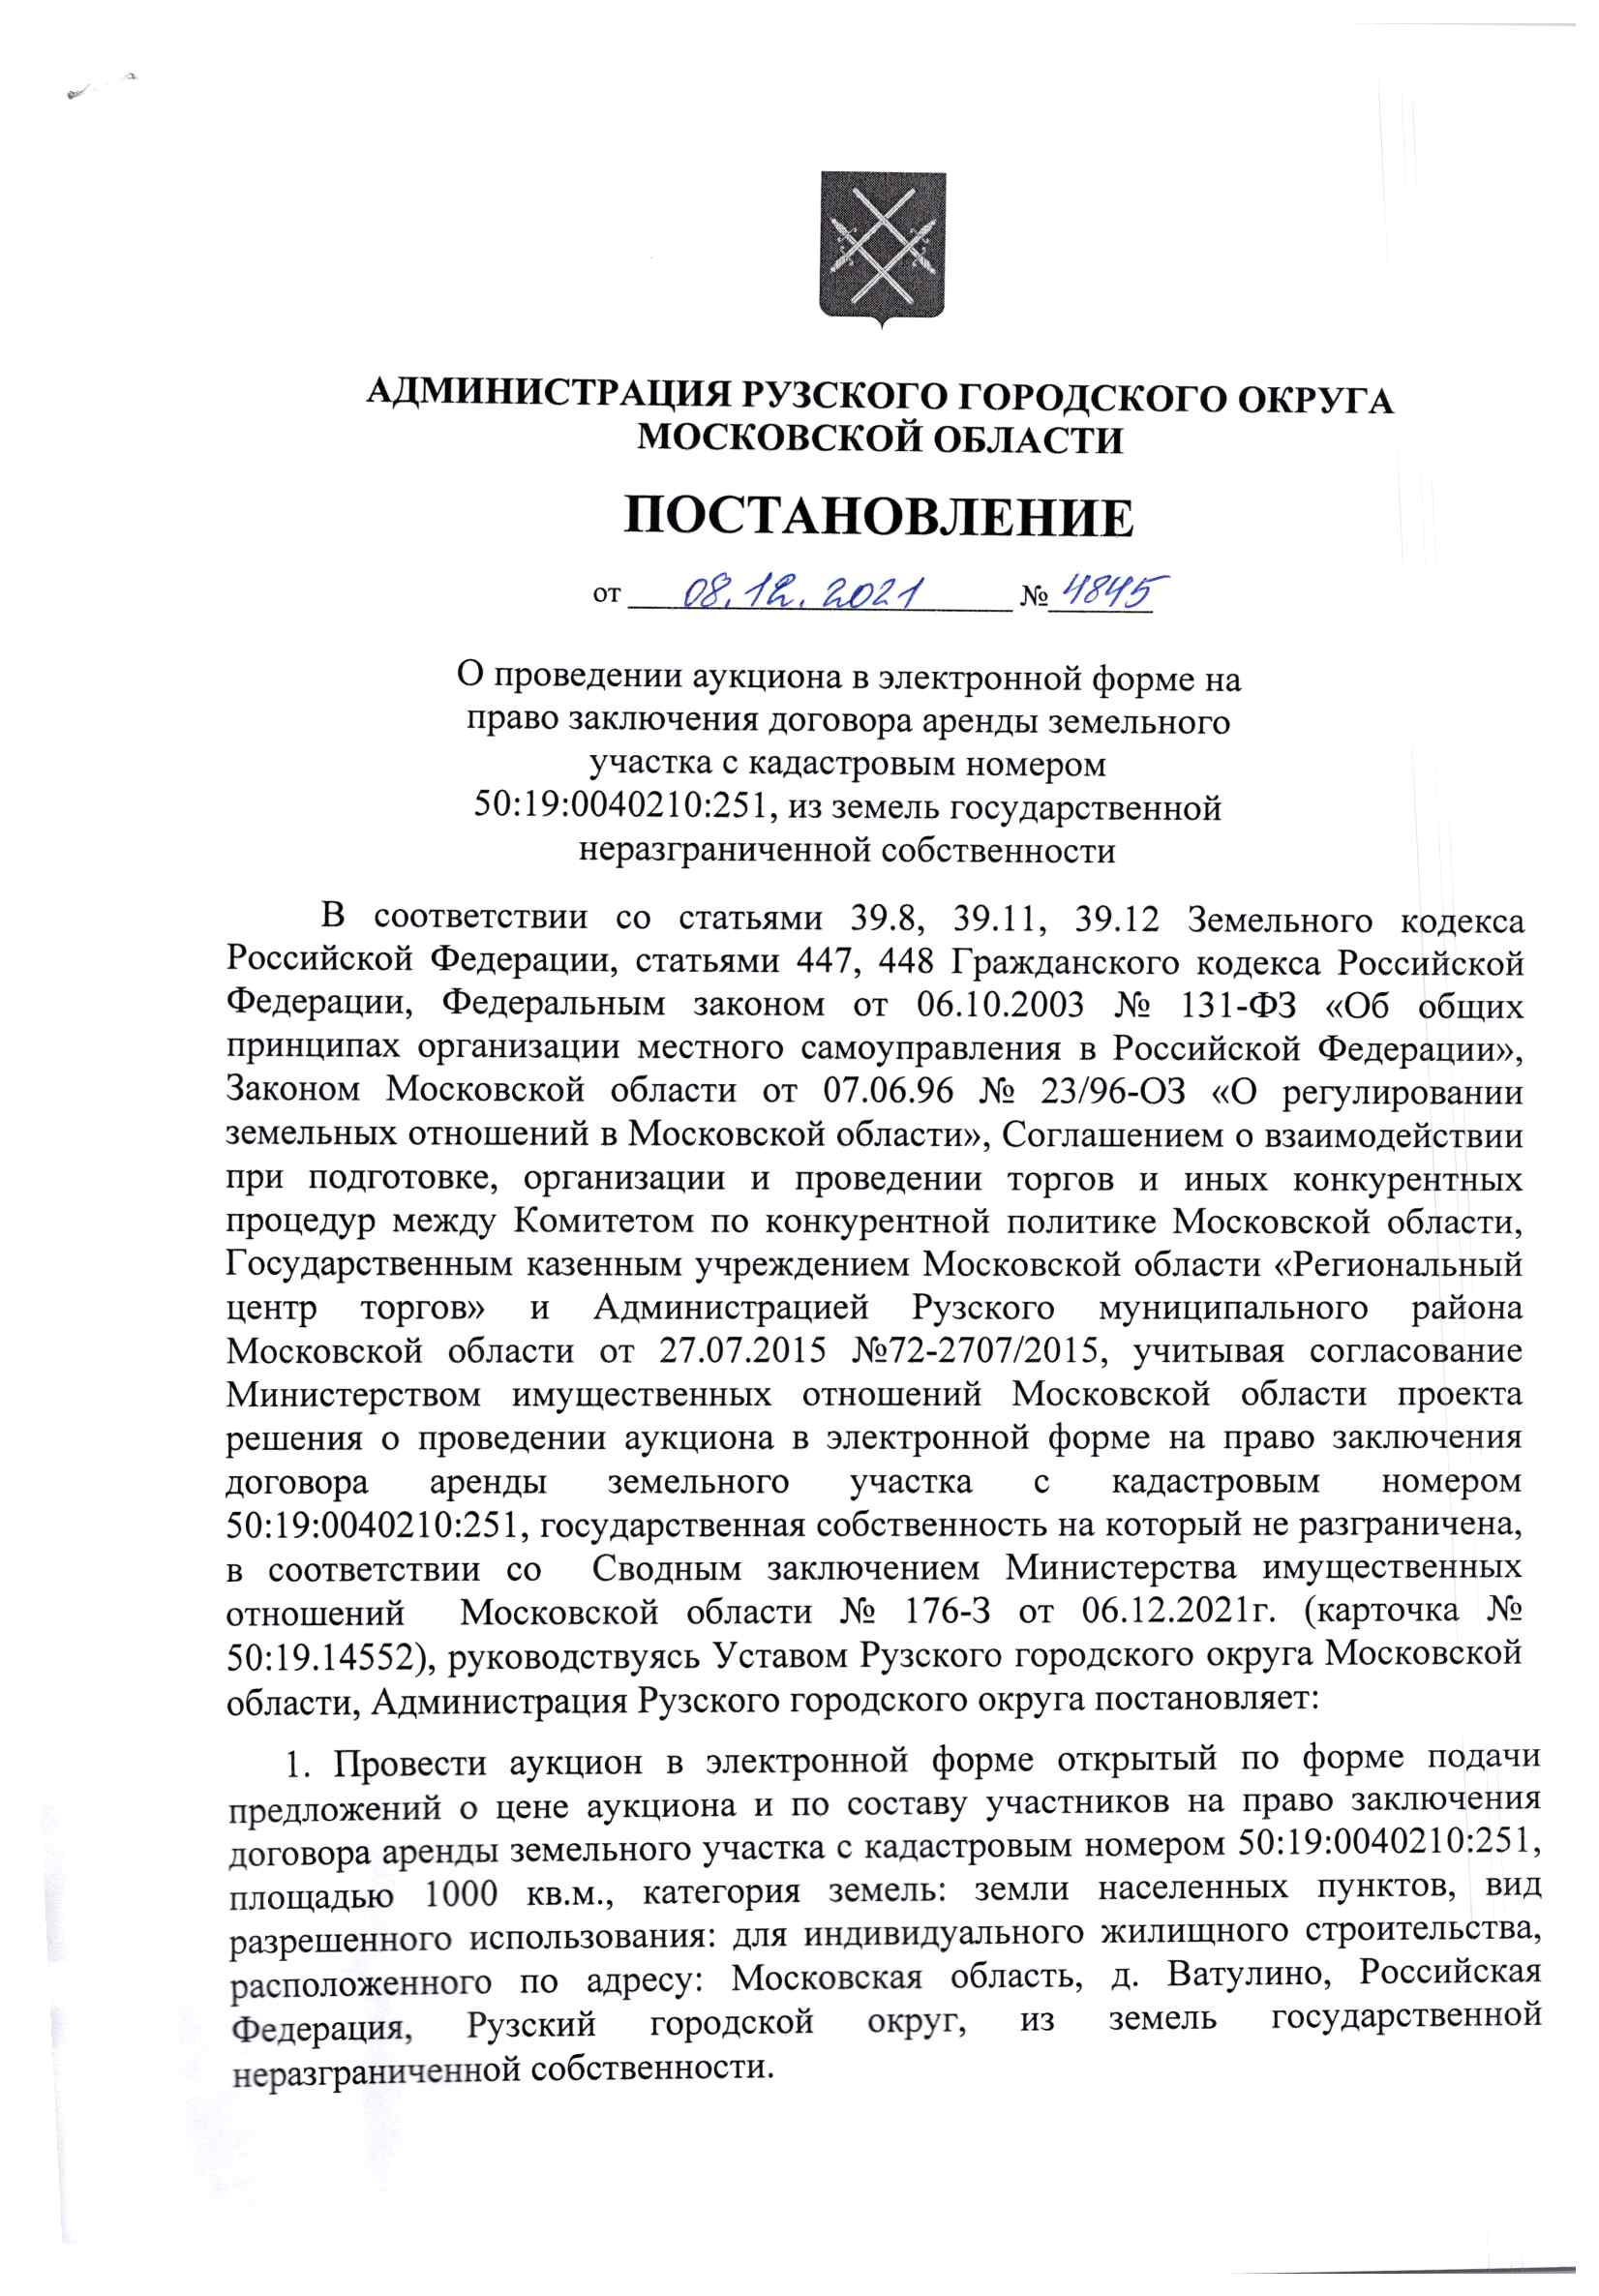 АДМИНИСТРАЦИЯ РУЗСКОГО ГОРОДСКОГО ОКРУГА
МОСКОВСКОЙ ОБЛАСТИ
ПОСТАНОВЛЕНИЕ
от 08.12.2021 № 4845
О проведении аукциона в электронной форме на
право заключения договора аренды земельного
участка с кадастровым номером
50:19:0040210:251, из земель государственной
неразграниченной собственности
В соответствии со статьями 39.8, 39.11, 39.12 Земельного кодекса
Российской Федерации, статьями 447, 448 Гражданского кодекса Российской
Федерации, Федеральным законом от 06.10.2003 № 131-ФЗ «Об общих
принципах организации местного самоуправления в Российской Федерации»,
Законом Московской области от 07.06.96 № 23/96-ОЗ «О регулировании
земельных отношений в Московской области», Соглашением о взаимодействии
при подготовке, организации и проведении торгов и иных конкурентных
процедур между Комитетом по конкурентной политике Московской области,
Государственным казенным учреждением Московской области «Региональный
центр торгов» и Администрацией Рузского муниципального района
Московской области от 27.07.2015 №72-2707/2015, учитывая согласование
Министерством имущественных отношений Московской области проекта
решения о проведении аукциона в электронной форме на право заключения
договора аренды земельного участка с кадастровым номером
50:19:0040210:251, государственная собственность на который не разграничена,
в соответствии со Сводным заключением Министерства имущественных
отношений Московской области № 176-З от 06.12.2021г. (карточка №
50:19.14552), руководствуясь Уставом Рузского городского округа Московской
области, Администрация Рузского городского округа постановляет:
1. Провести аукцион в электронной форме открытый по форме подачи
предложений о цене аукциона и по составу участников на право заключения
договора аренды земельного участка с кадастровым номером 50:19:0040210:251,
площадью 1000 кв.м., категория земель: земли населенных пунктов, вид
разрешенного использования: для индивидуального жилищного строительства,
расположенного по адресу: Московская область, д. Ватулино, Российская
Федерация, Рузский городской округ, из земель государственной
неразграниченной собственности.